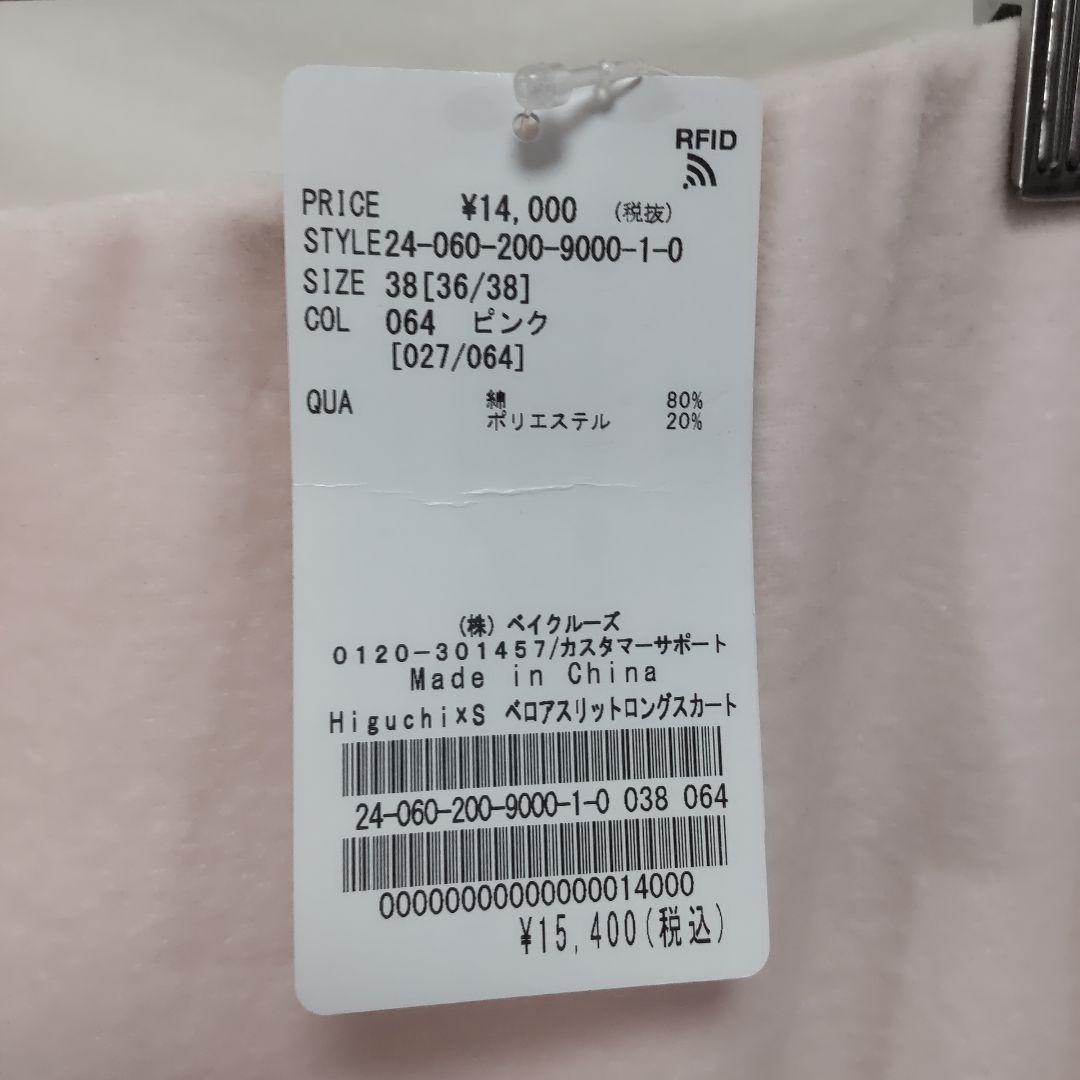 RFID
PRICE ¥14,000 (税抜)
STYLE24-060-200-9000-1-0
SIZE 38[36/38]
COL 064 ピンク
[027/064]
QUA 綿 80%
ポリエステル 20%
(株) ベイクルーズ
0120-301457/カスタマーサポート
Made in China
Higuchi×S ベロアスリットロングスカート
24-060-200-9000-1-0 038 064
00000000000000014000
¥15,400(税込)